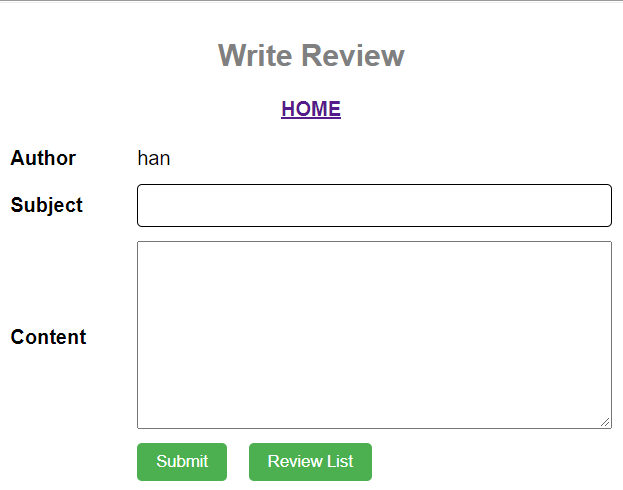 Write Review
HOME
Author han
Subject
Content
Submit Review List